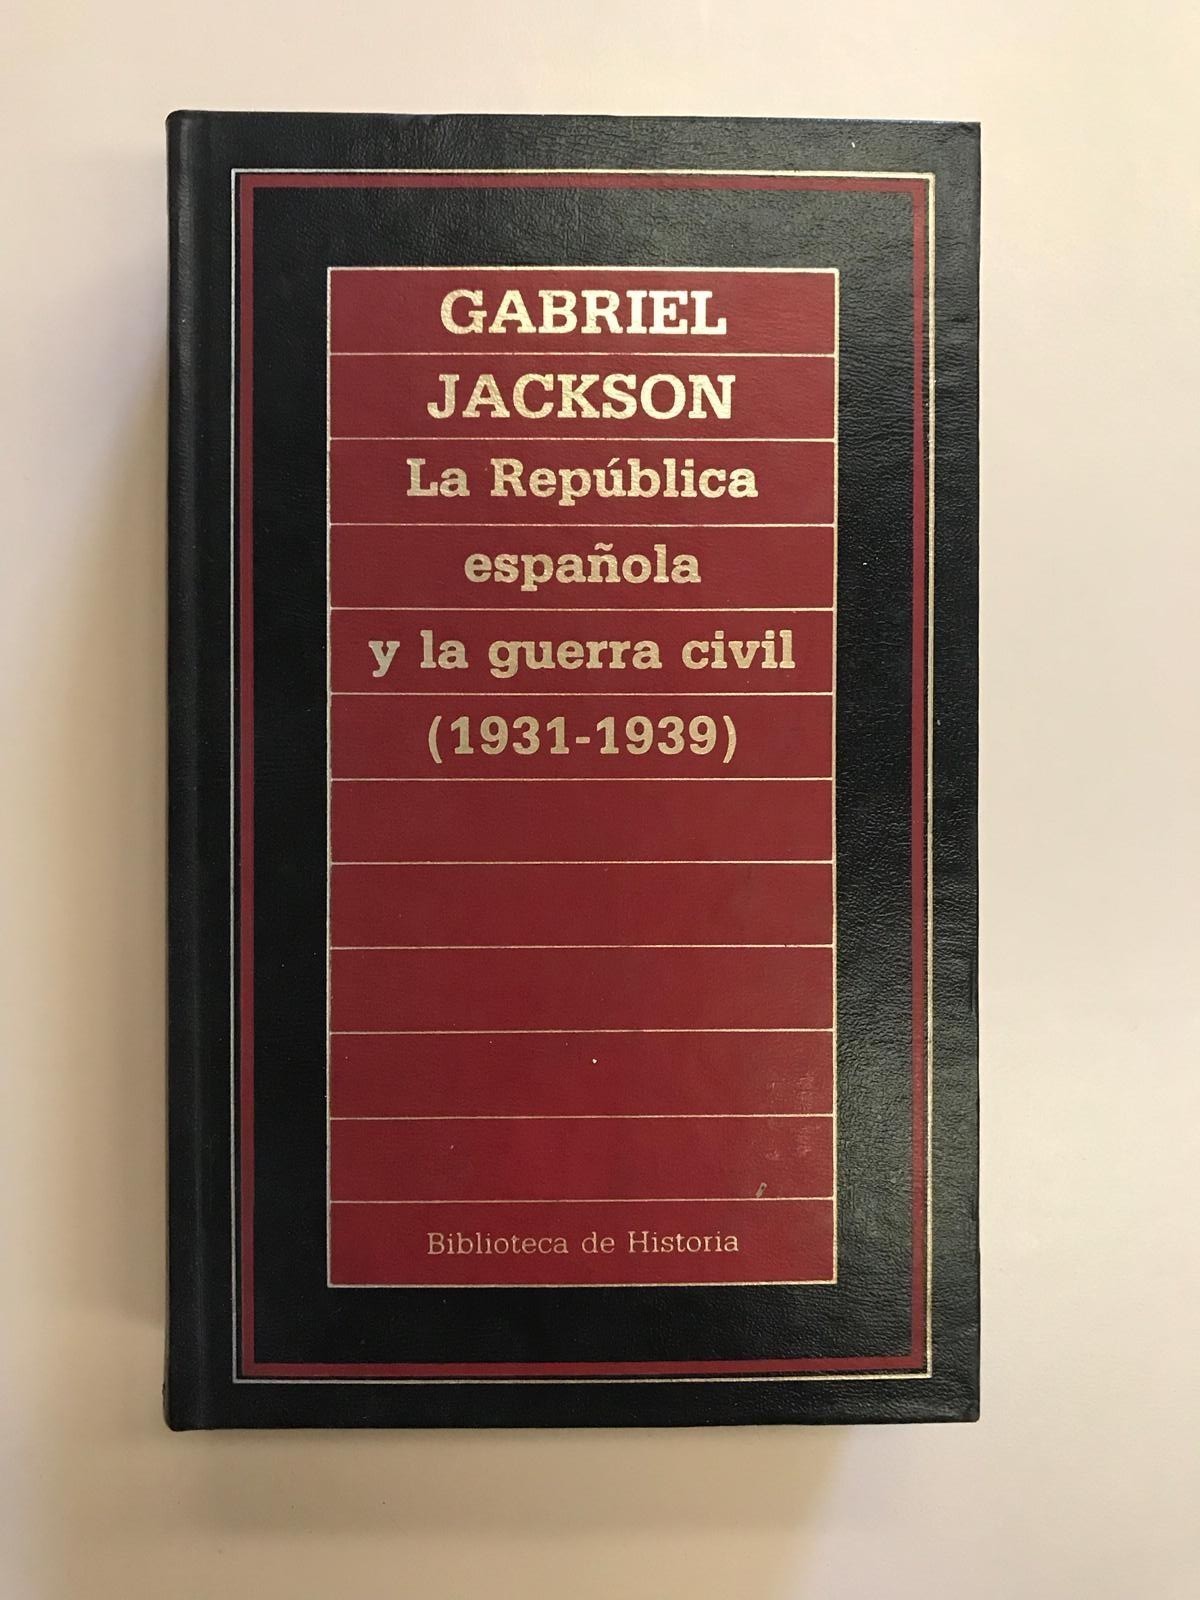 GABRIEL
JACKSON
La República
española
y la guerra civil
(1931-1939)
Biblioteca de Historia